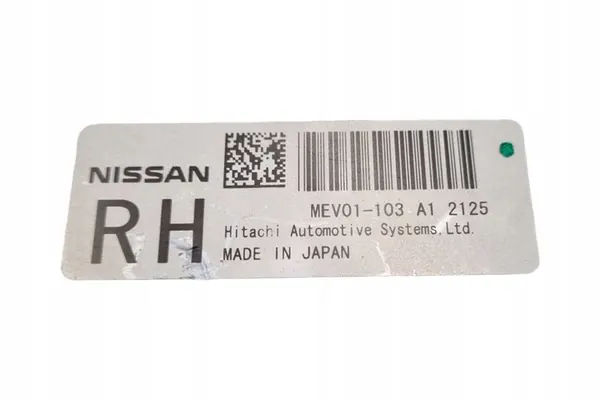 NISSAN
RH
MEV01-103 A1 2125
Hitachi Automotive Systems,Ltd.
MADE IN JAPAN